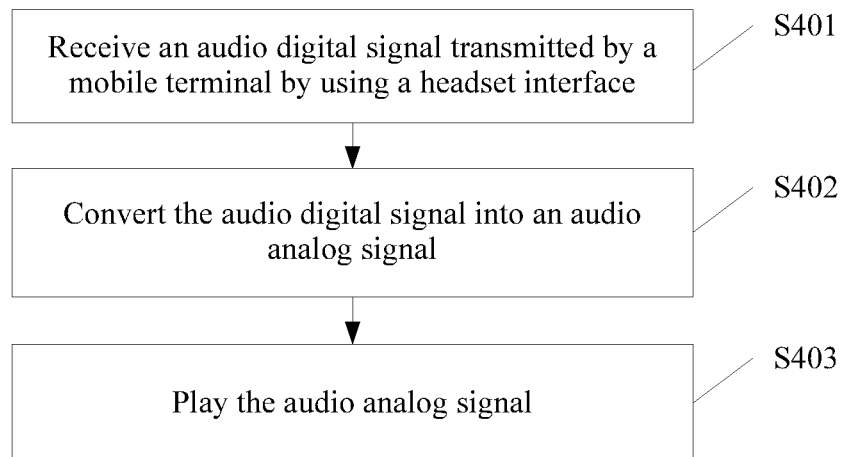 Receive an audio digital signal transmitted by a
mobile terminal by using a headset interface
S401
Convert the audio digital signal into an audio
analog signal
S402
Play the audio analog signal
S403